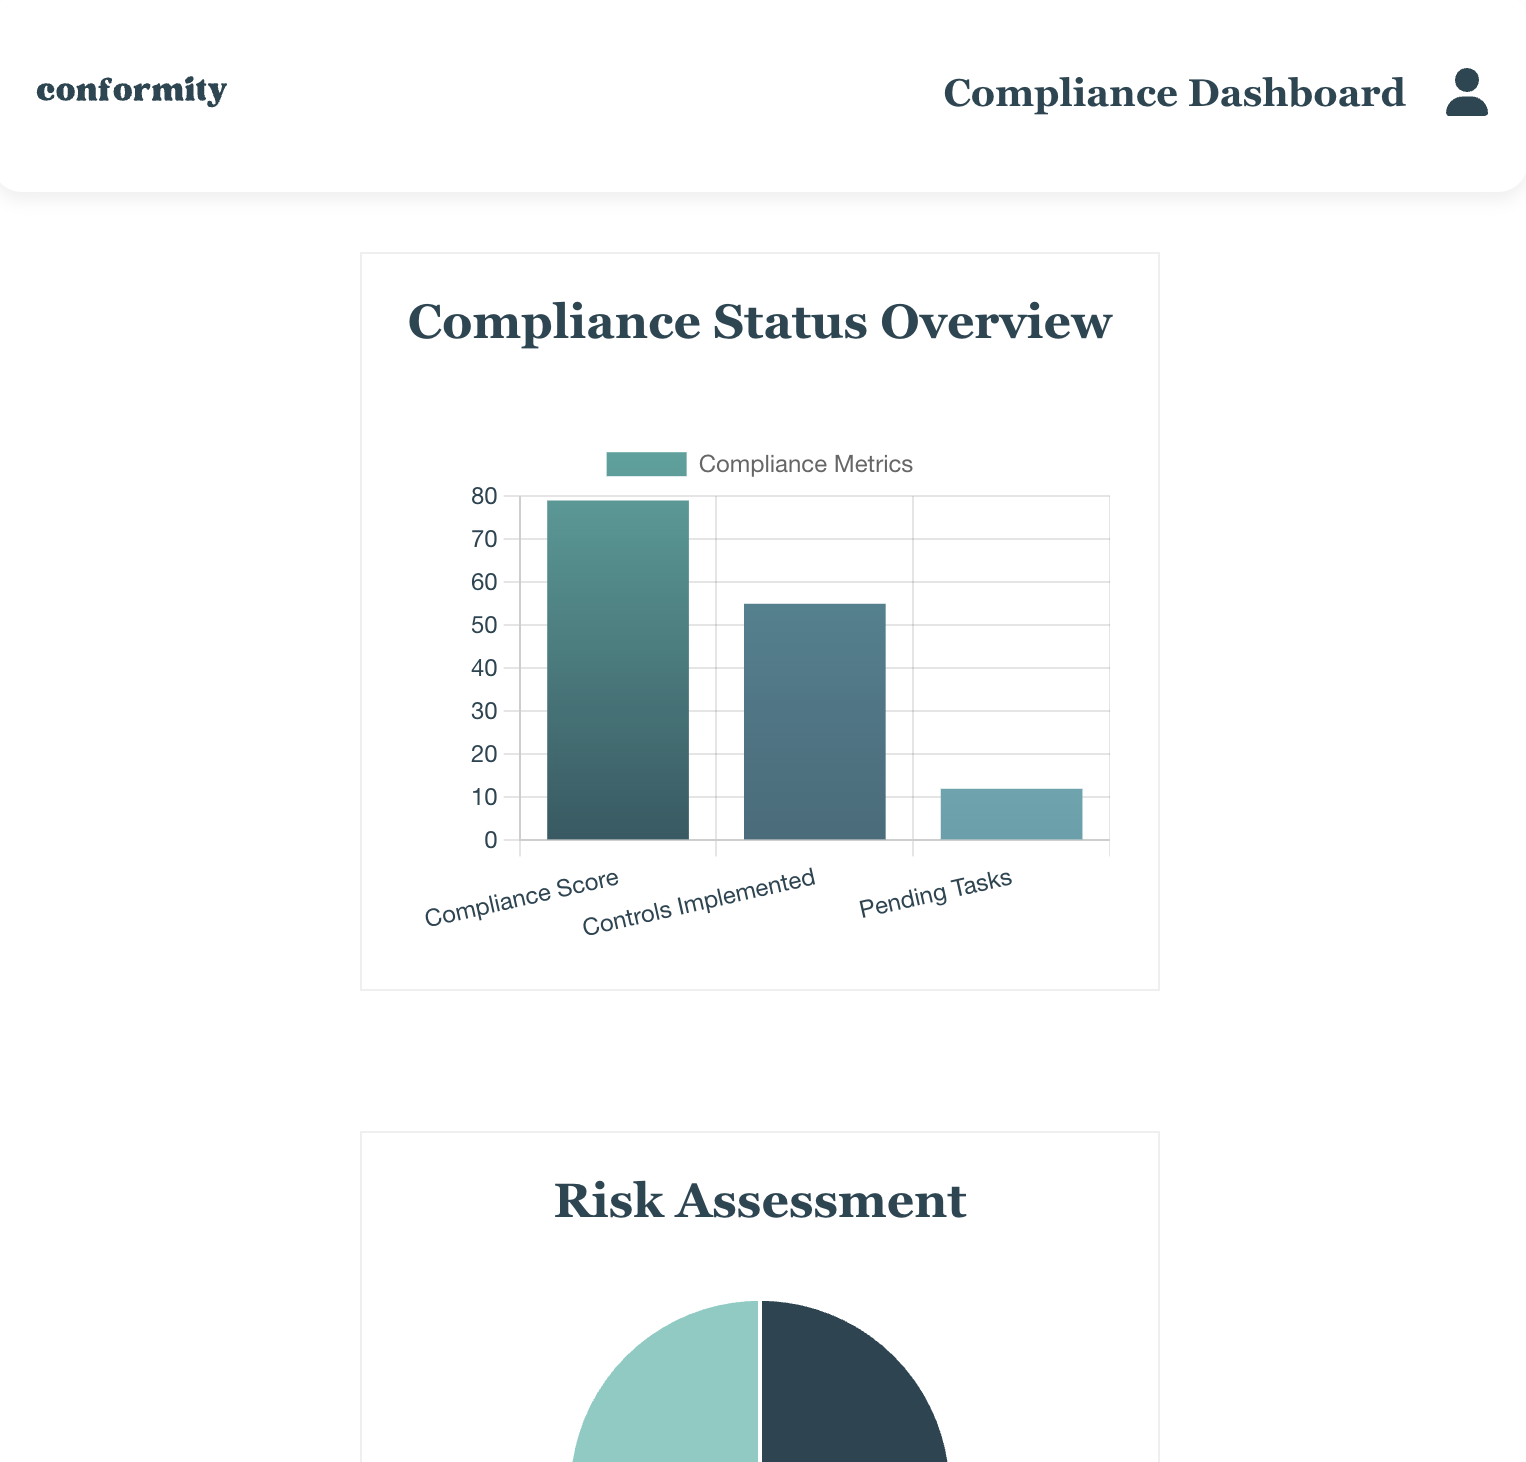 conformity
Compliance Dashboard
Compliance Status Overview
Compliance Metrics
80
70
60
50
40
30
20
10
0
Compliance Score
Controls Implemented
Pending Tasks
Risk Assessment